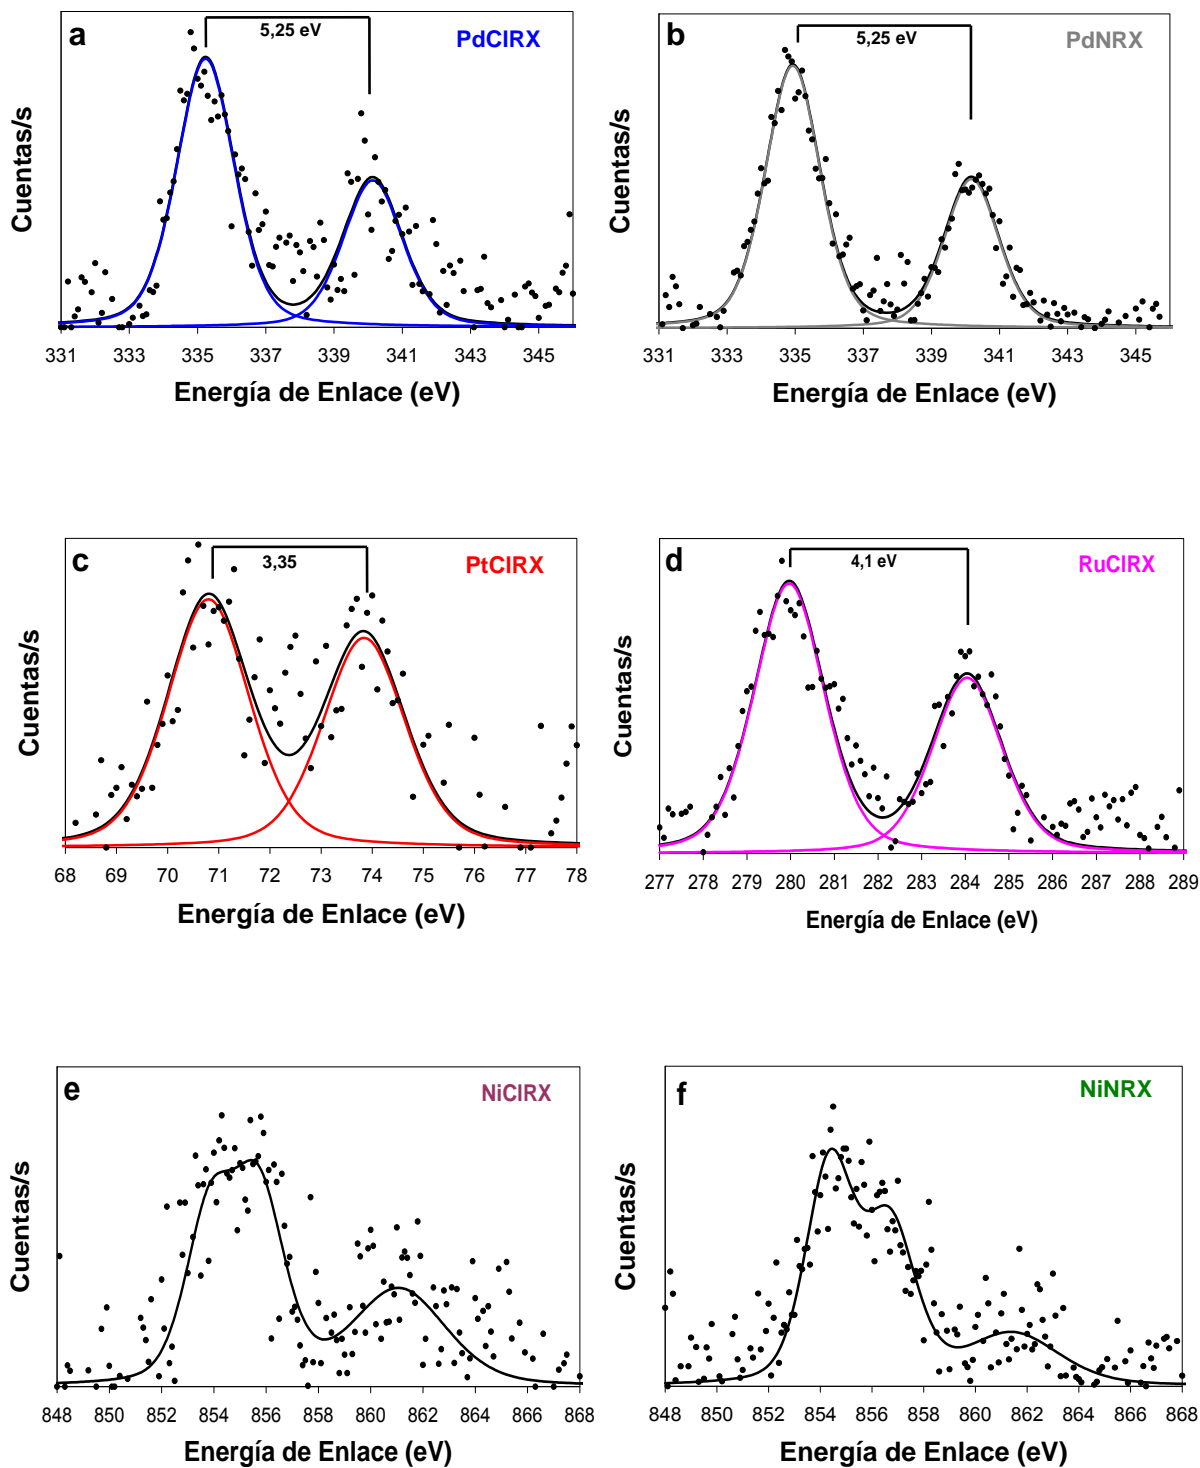 a
5,25 eV
PdClRX
Cuentas/s
331 333 335 337 339 341 343 345
Energía de Enlace (eV)
b
5,25 eV
PdNRX
Cuentas/s
331 333 335 337 339 341 343 345
Energía de Enlace (eV)
c
3,35
PtClRX
Cuentas/s
68 69 70 71 72 73 74 75 76 77 78
Energía de Enlace (eV)
d
4,1 eV
RuClRX
Cuentas/s
277 278 279 280 281 282 283 284 285 286 287 288 289
Energía de Enlace (eV)
e
NiClRX
Cuentas/s
848 850 852 854 856 858 860 862 864 866 868
Energía de Enlace (eV)
f
NiNRX
Cuentas/s
848 850 852 854 856 858 860 862 864 866 868
Energía de Enlace (eV)